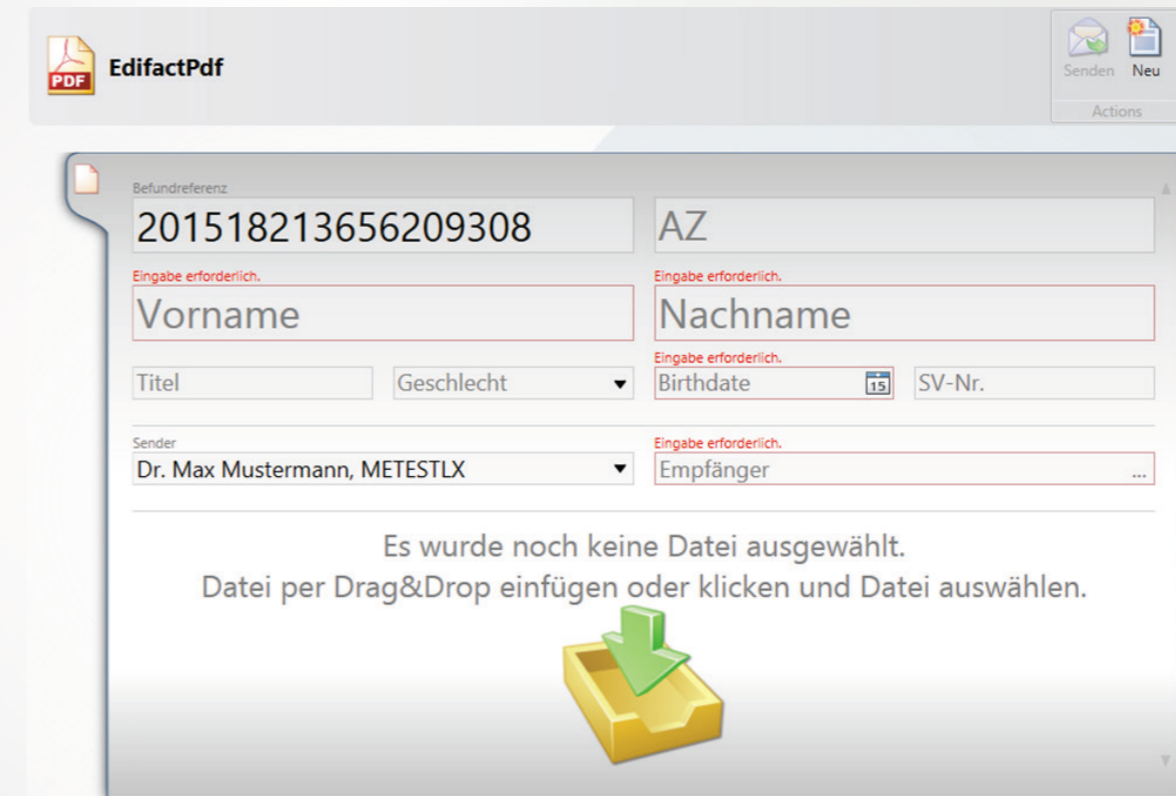 PDF
EdifactPdf
Senden
Neu
Actions
Befundreferenz
201518213656209308
AZ
Eingabe erforderlich.
Eingabe erforderlich.
Vorname
Nachname
Eingabe erforderlich.
Titel
Geschlecht
Birthdate
15
SV-Nr.
Sender
Eingabe erforderlich.
Dr. Max Mustermann, METESTLX
Empfänger
...
Es wurde noch keine Datei ausgewählt.
Datei per Drag&Drop einfügen oder klicken und Datei auswählen.